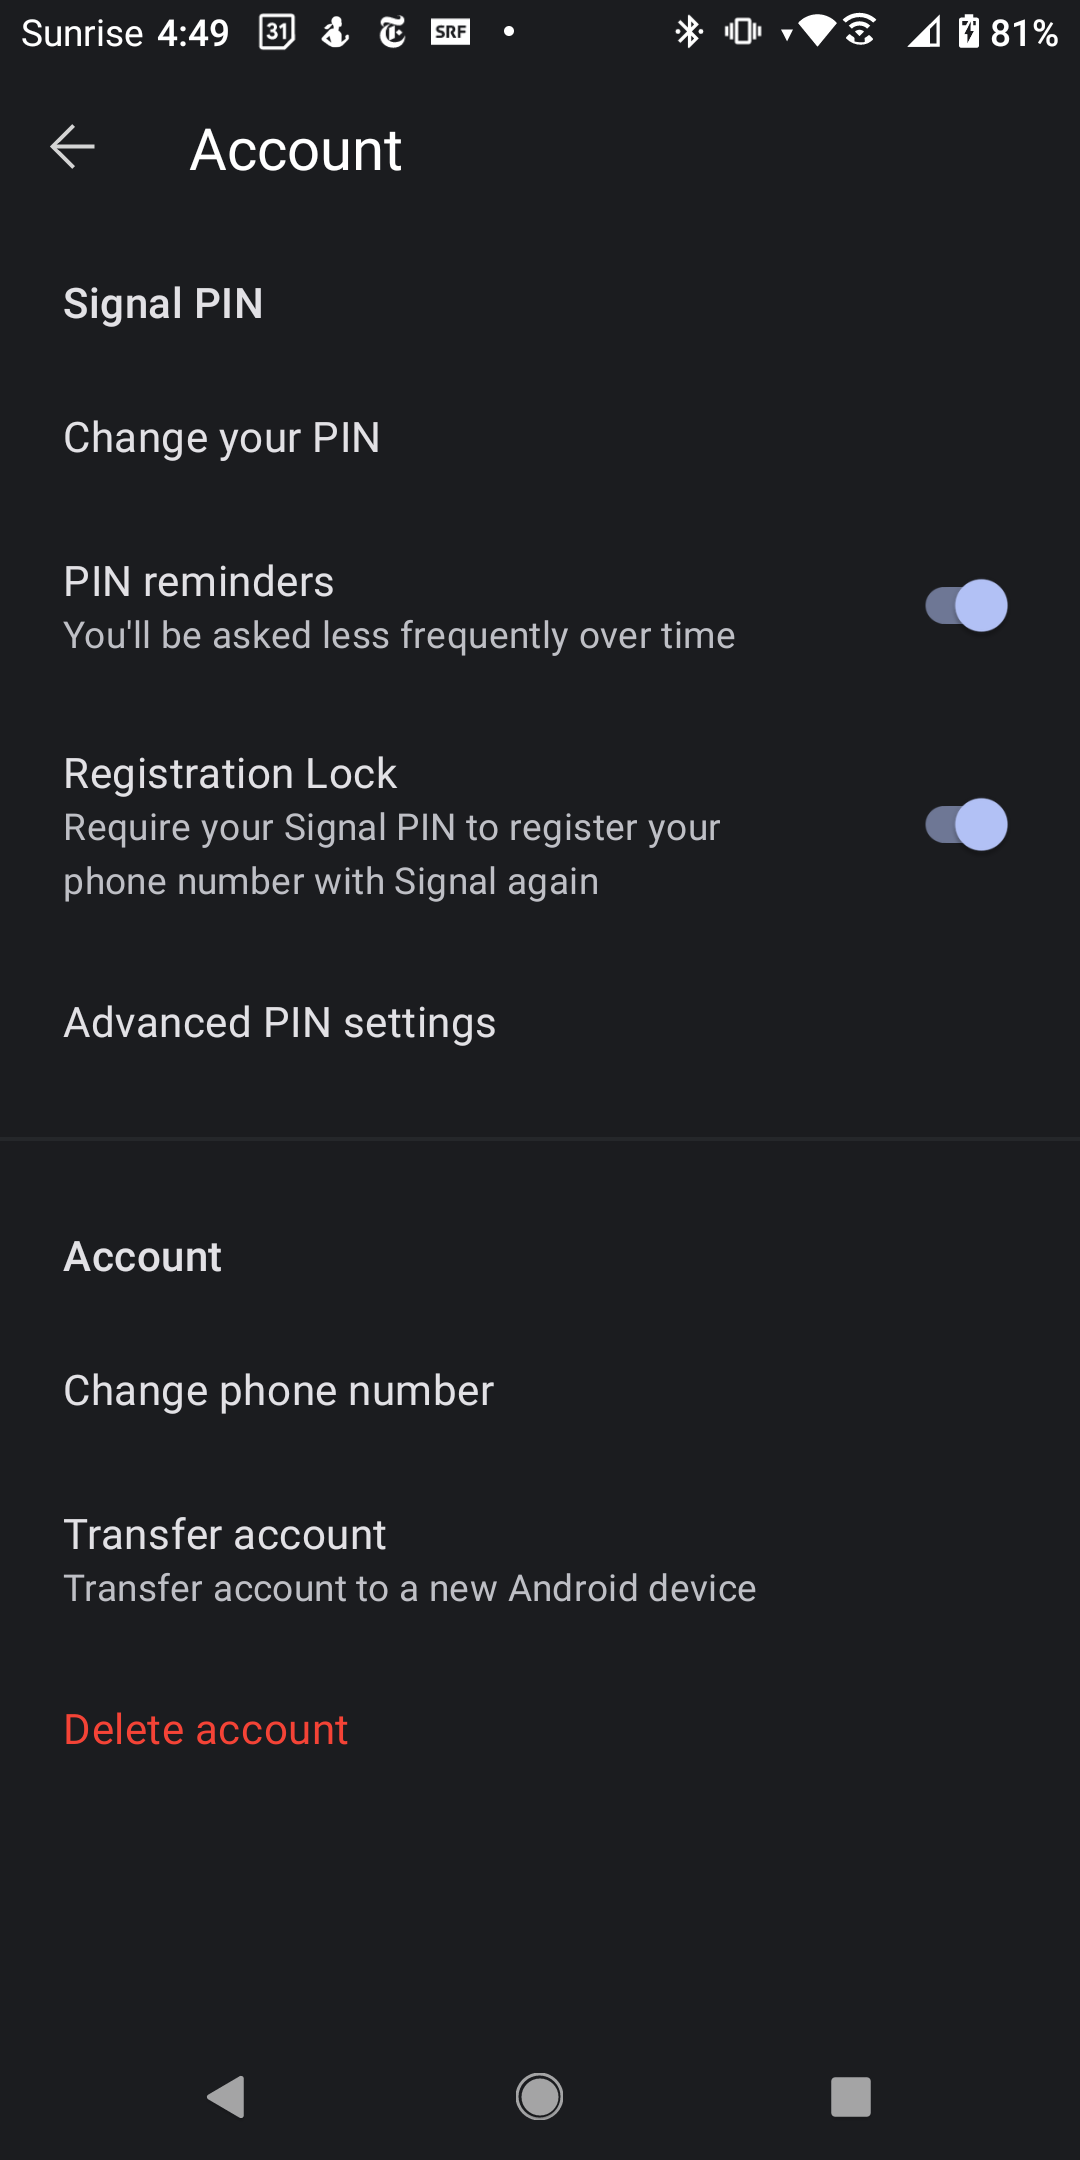 Sunrise 4:49 31 SRF 81%
Account
Signal PIN
Change your PIN
PIN reminders
You'll be asked less frequently over time
Registration Lock
Require your Signal PIN to register your
phone number with Signal again
Advanced PIN settings
Account
Change phone number
Transfer account
Transfer account to a new Android device
Delete account